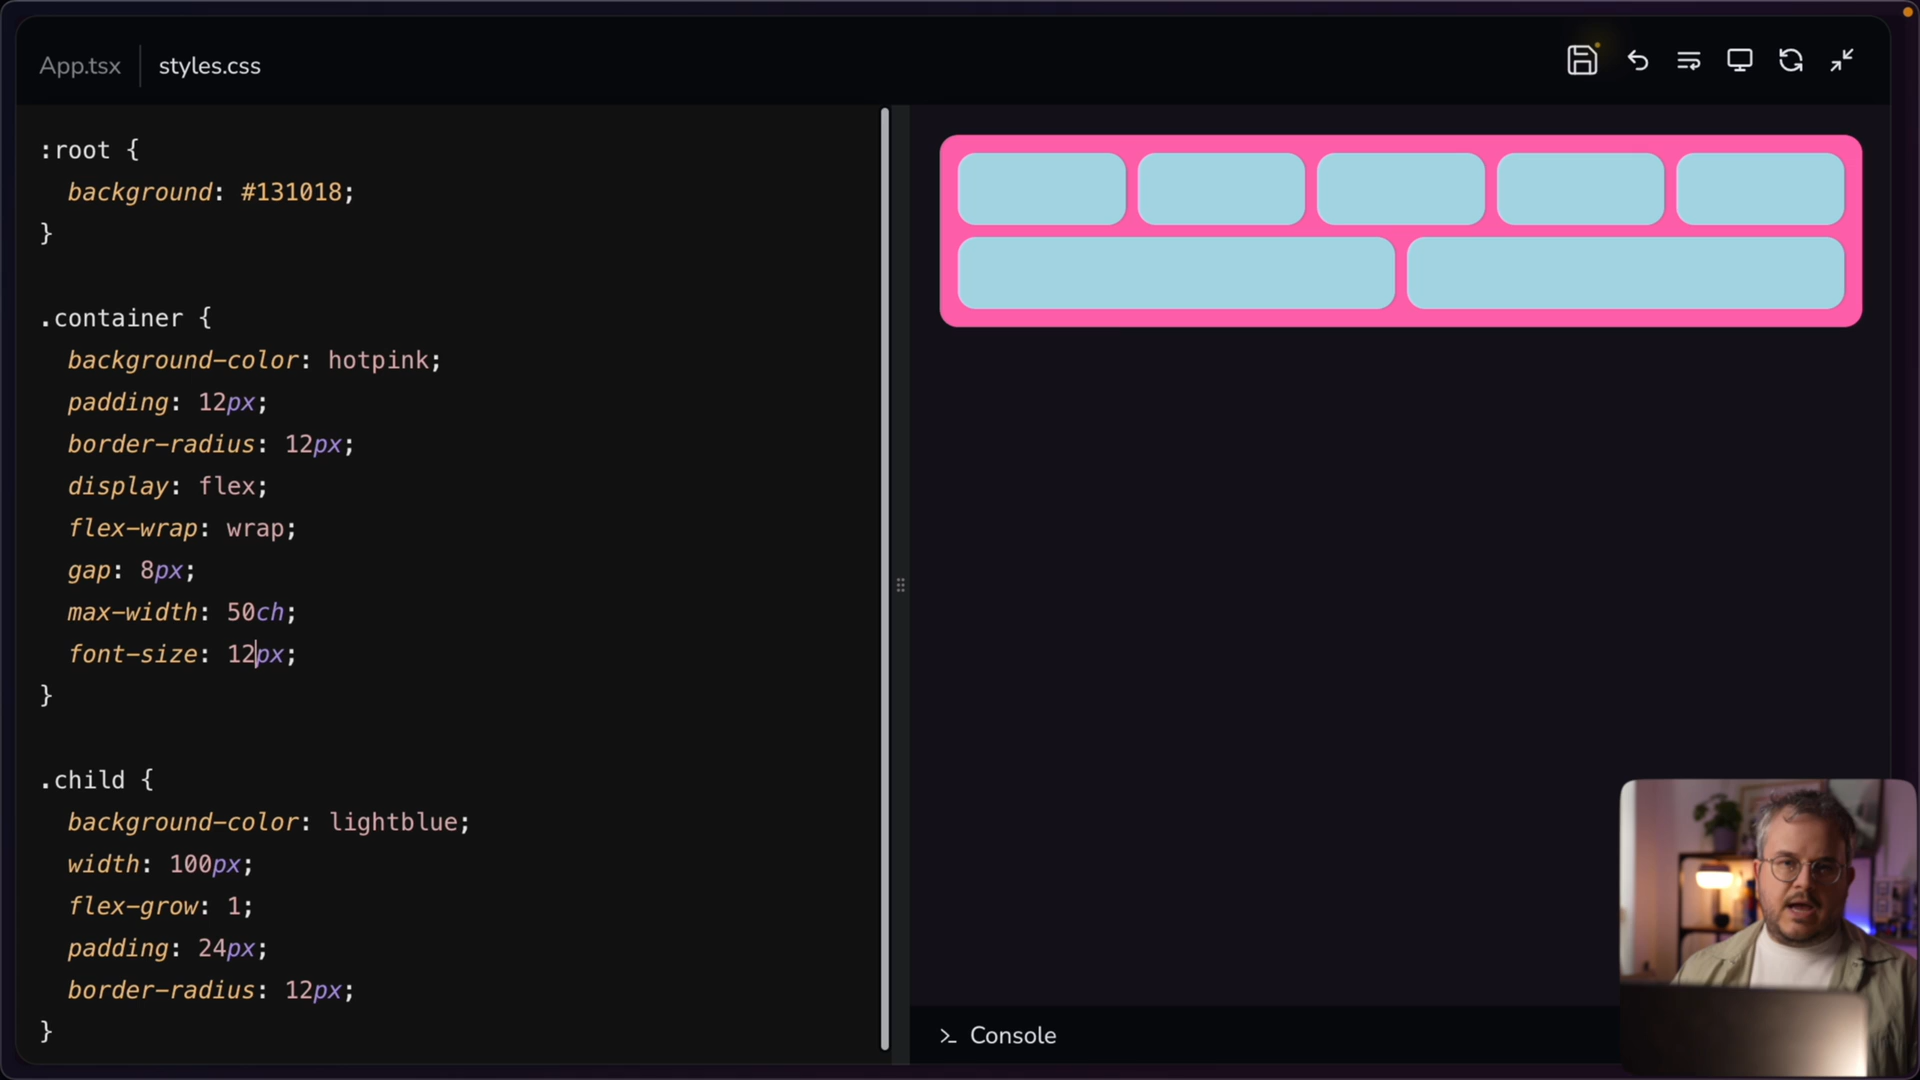 App.tsx
styles.css
:root {
background: #131018;
}
.container {
background-color: hotpink;
padding: 12px;
border-radius: 12px;
display: flex;
flex-wrap: wrap;
gap: 8px;
max-width: 50ch;
font-size: 12px;
}
.child {
background-color: lightblue;
width: 100px;
flex-grow: 1;
padding: 24px;
border-radius: 12px;
}
Console